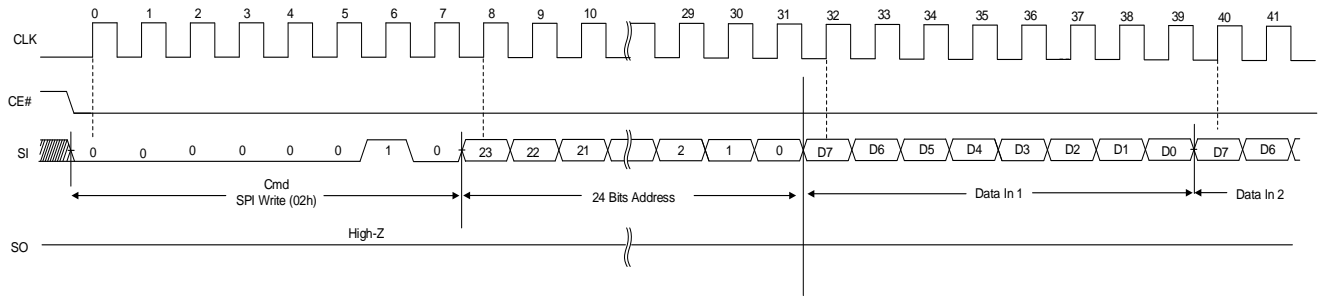 0 1 2 3 4 5 6 7 8 9 10 29 30 31 32 33 34 35 36 37 38 39 40 41
CLK
CE#
SI 0 0 0 0 0 0 1 0 23 22 21 2 1 0 D7 D6 D5 D4 D3 D2 D1 D0 D7 D6
Cmd
SPI Write (02h) 24 Bits Address Data In 1 Data In 2
High-Z
SO